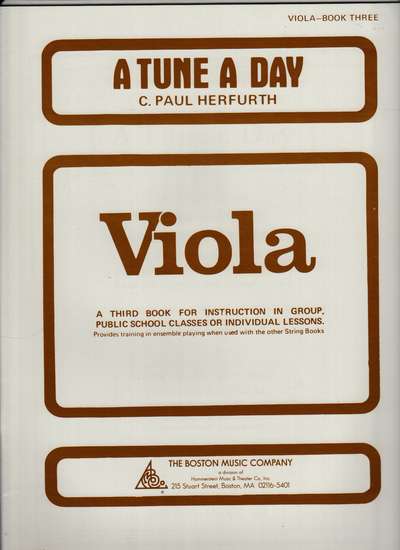 VIOLA—BOOK THREE
A TUNE A DAY
C. PAUL HERFURTH
Viola
A THIRD BOOK FOR INSTRUCTION IN GROUP,
PUBLIC SCHOOL CLASSES OR INDIVIDUAL LESSONS.
Provides training in ensemble playing when used with the other String Books
THE BOSTON MUSIC COMPANY
a division of
Hammerstein Music & Theater Co., Inc.
215 Stuart Street, Boston, MA 02116-5401